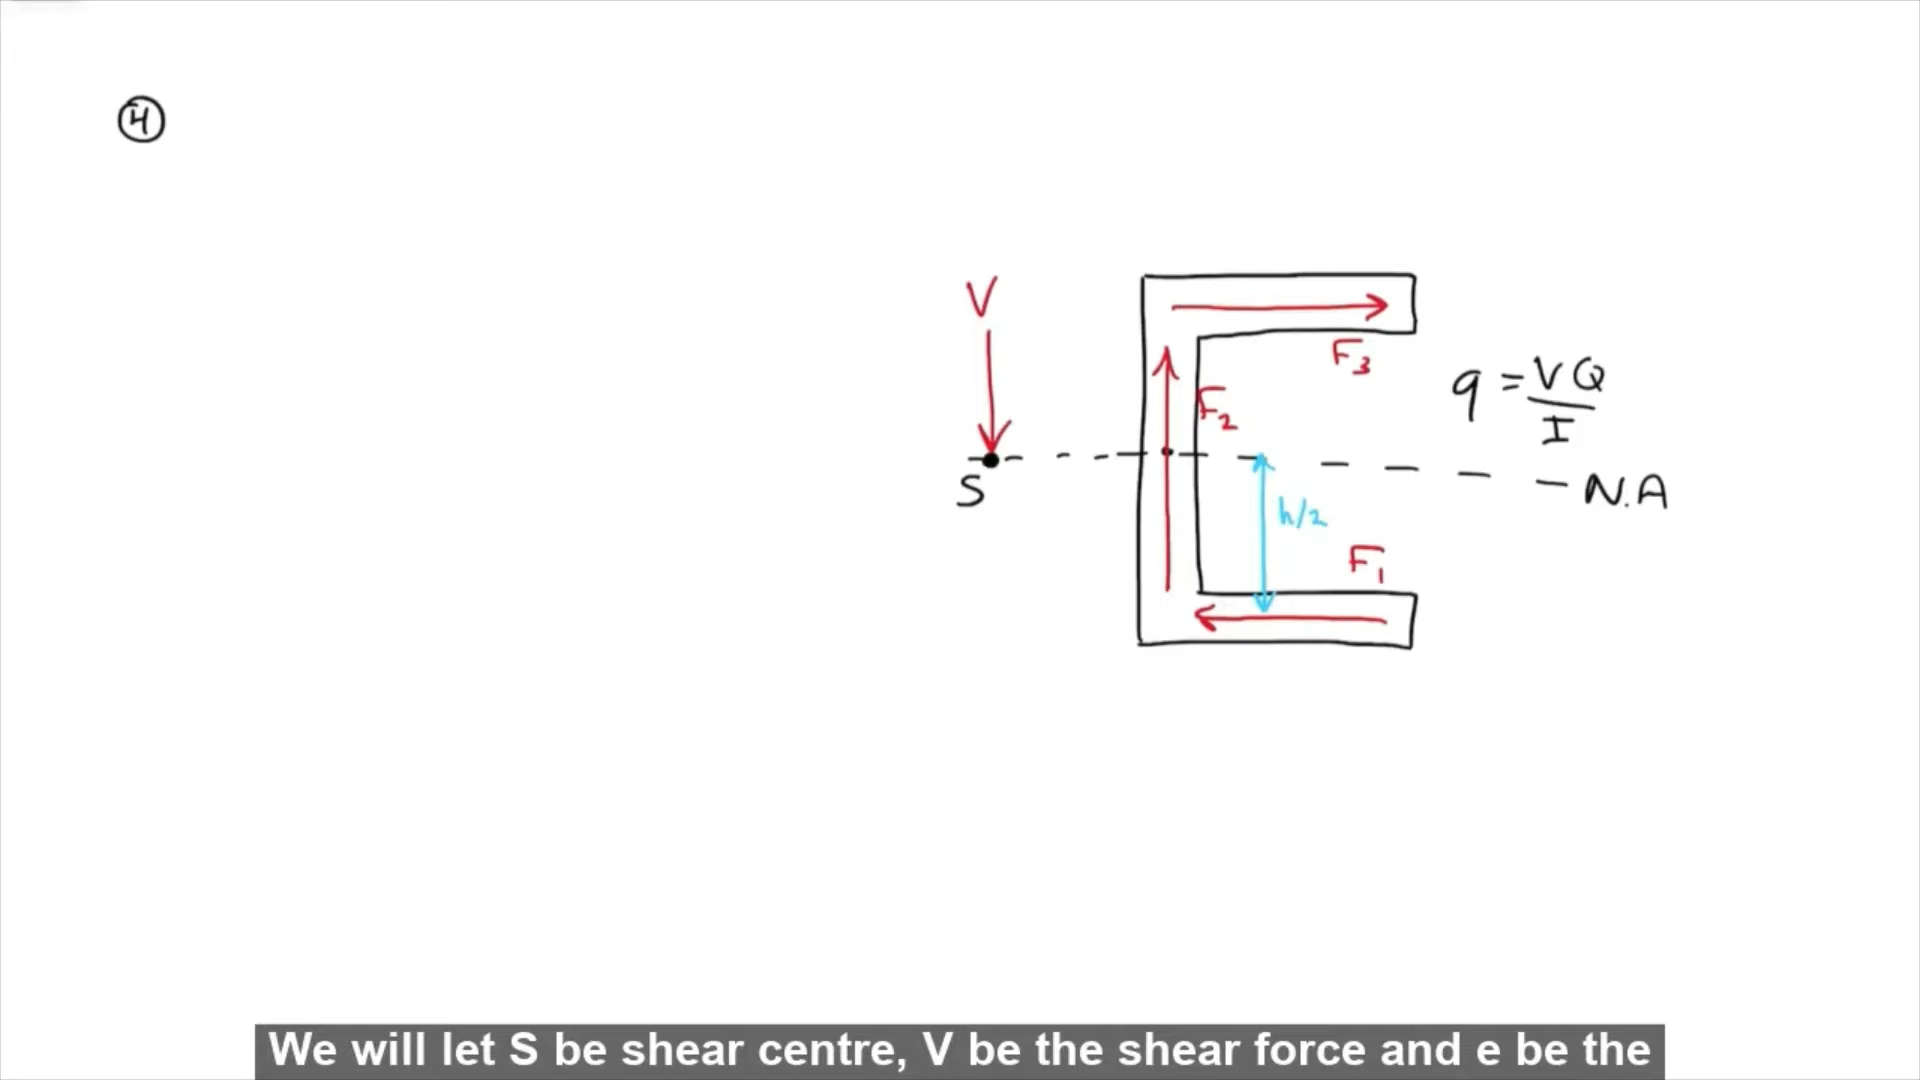 4
V
F3
F2
q = VQ/I
S
N.A
h/2
F1
We will let S be shear centre, V be the shear force and e be the